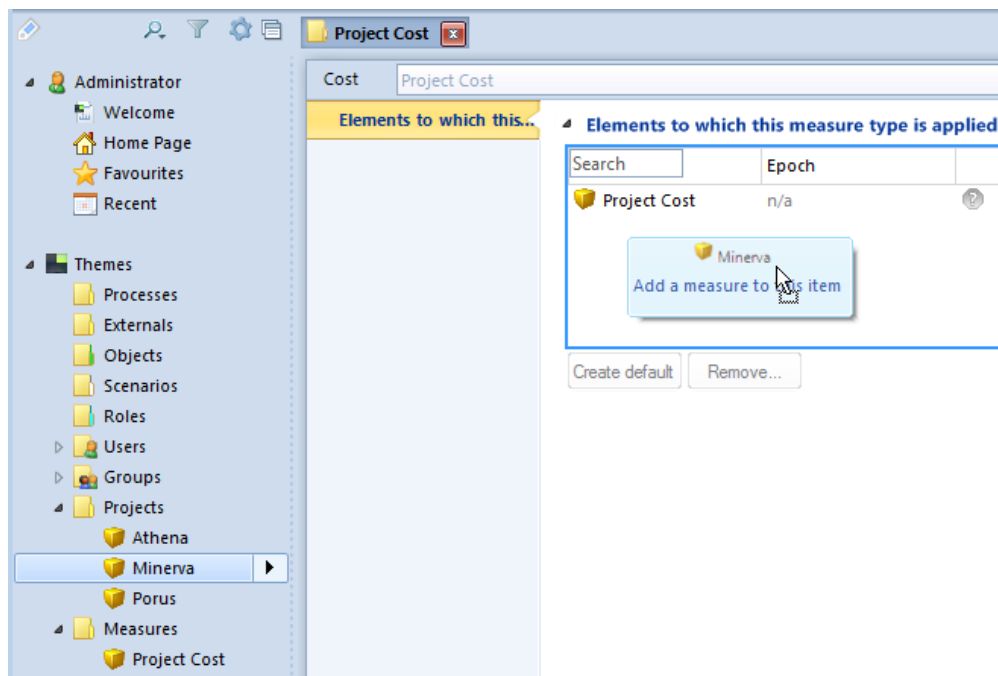 Project Cost
Administrator
Welcome
Home Page
Favourites
Recent
Themes
Processes
Externals
Objects
Scenarios
Roles
Users
Groups
Projects
Athena
Minerva
Porus
Measures
Project Cost
Cost Project Cost
Elements to which this...
Elements to which this measure type is applied
Search Epoch
Project Cost n/a
Minerva
Add a measure to this item
Create default Remove...